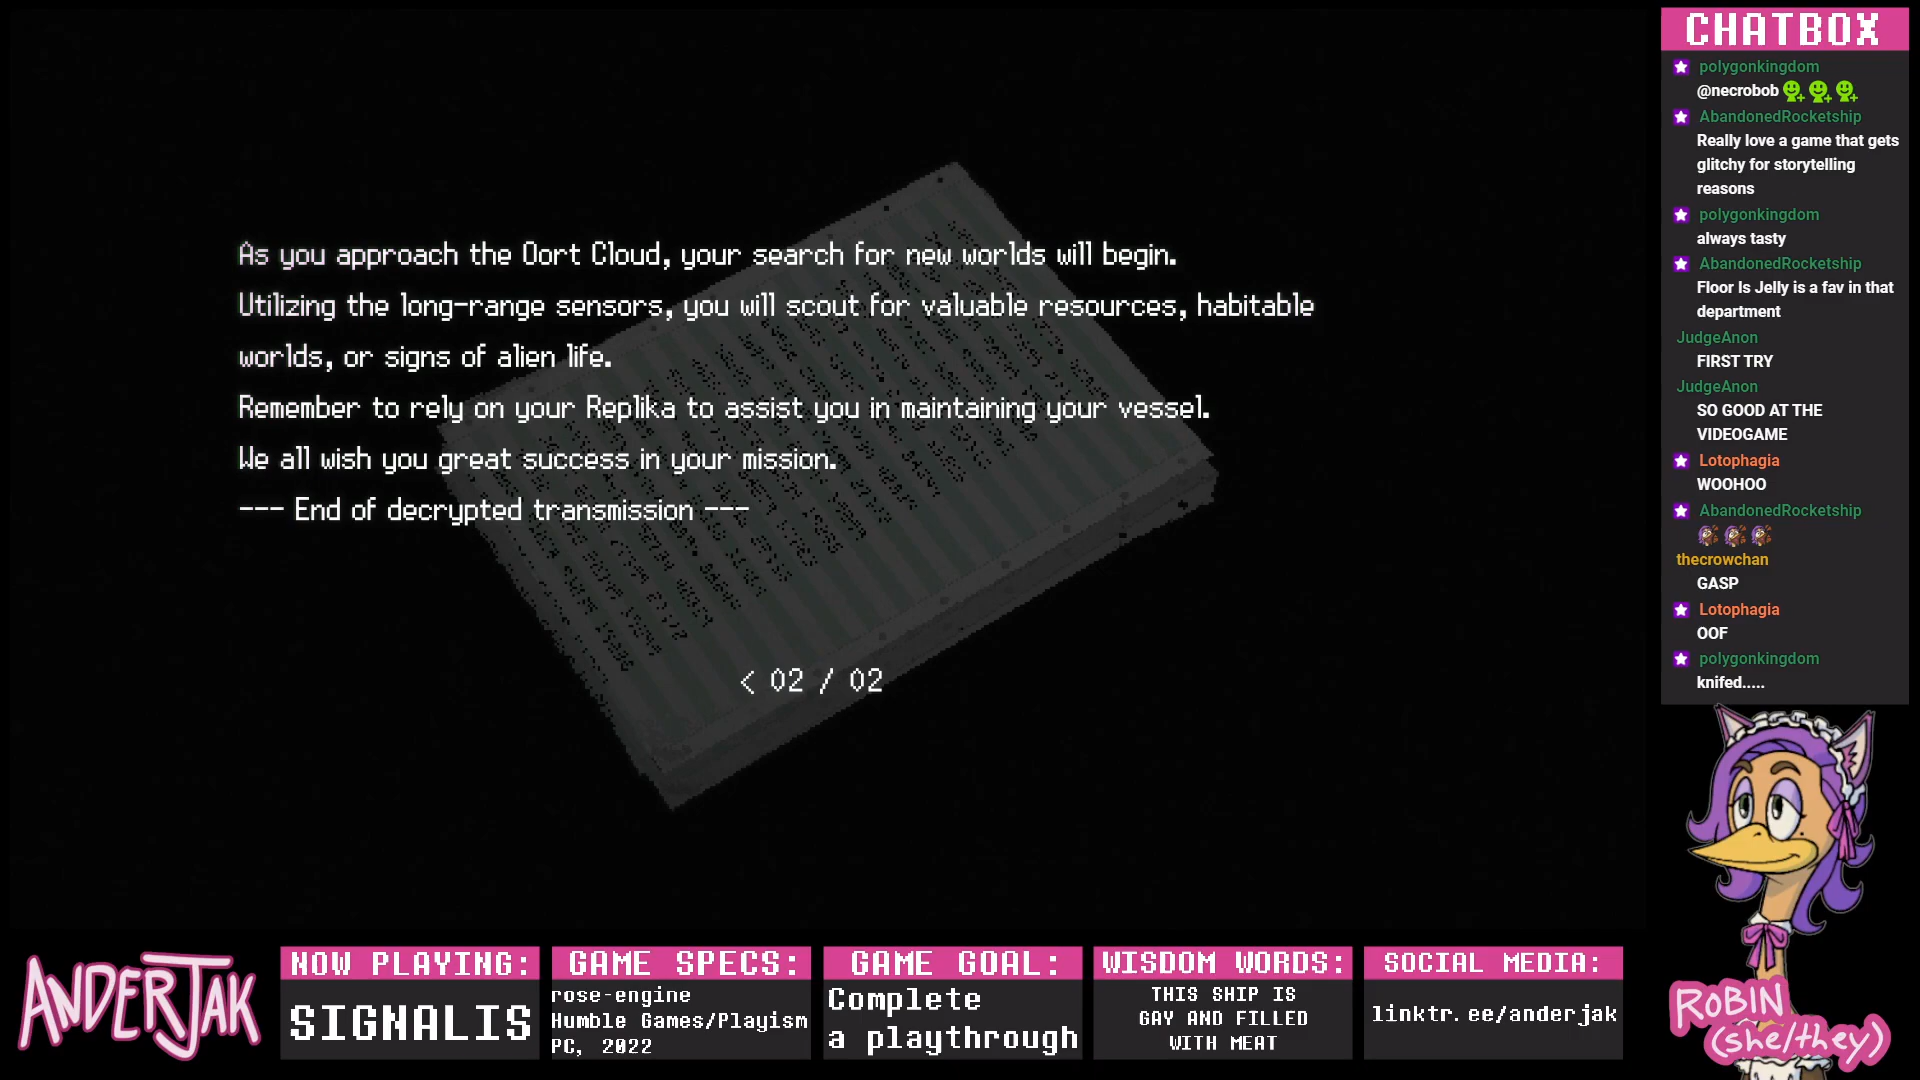 As you approach the Oort Cloud, your search for new worlds will begin.
Utilizing the long-range sensors, you will scout for valuable resources, habitable
worlds, or signs of alien life.
Remember to rely on your Replika to assist you in maintaining your vessel.
We all wish you great success in your mission.
--- End of decrypted transmission ---
< 02 / 02
CHATBOX
polygonkingdom
@necrobob
AbandonedRocketship
Really love a game that gets
glitchy for storytelling
reasons
polygonkingdom
always tasty
AbandonedRocketship
Floor Is Jelly is a fav in that
department
JudgeAnon
FIRST TRY
JudgeAnon
SO GOOD AT THE
VIDEOGAME
Lotophagia
WOOHOO
AbandonedRocketship
thecrowchan
GASP
Lotophagia
OOF
polygonkingdom
knifed.....
ANDERJAK
NOW PLAYING:
SIGNALIS
GAME SPECS:
rose-engine
Humble Games/Playism
PC, 2022
GAME GOAL:
Complete
a playthrough
WISDOM WORDS:
THIS SHIP IS
GAY AND FILLED
WITH MEAT
SOCIAL MEDIA:
linktr.ee/anderjak
ROBIN
(she/they)